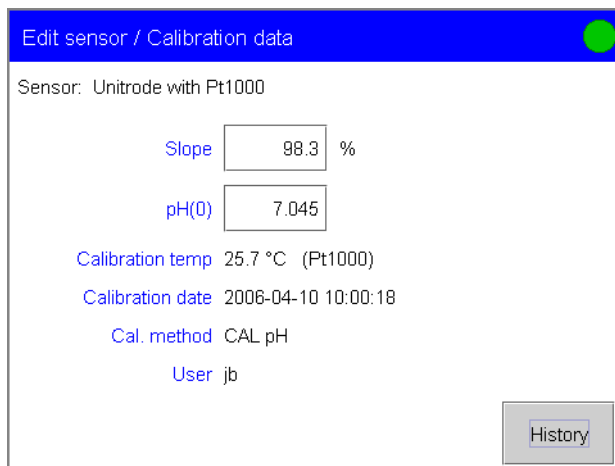 Edit sensor / Calibration data
Sensor: Unitrode with Pt1000
Slope 98.3 %
pH(0) 7.045
Calibration temp 25.7 °C (Pt1000)
Calibration date 2006-04-10 10:00:18
Cal. method CAL pH
User jb
History